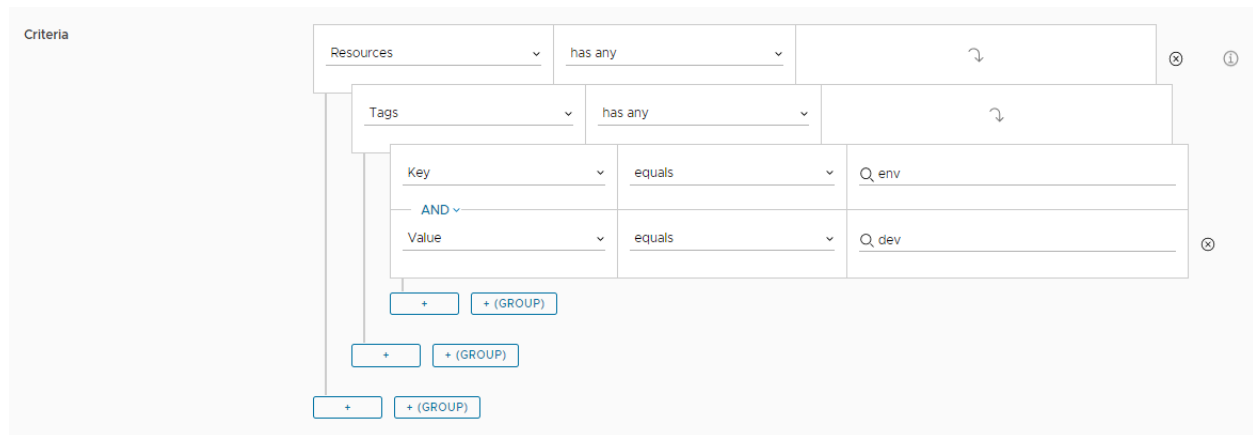 Criteria
Resources has any
Tags has any
Key equals env
AND
Value equals dev
+ + (GROUP)
+ + (GROUP)
+ + (GROUP)